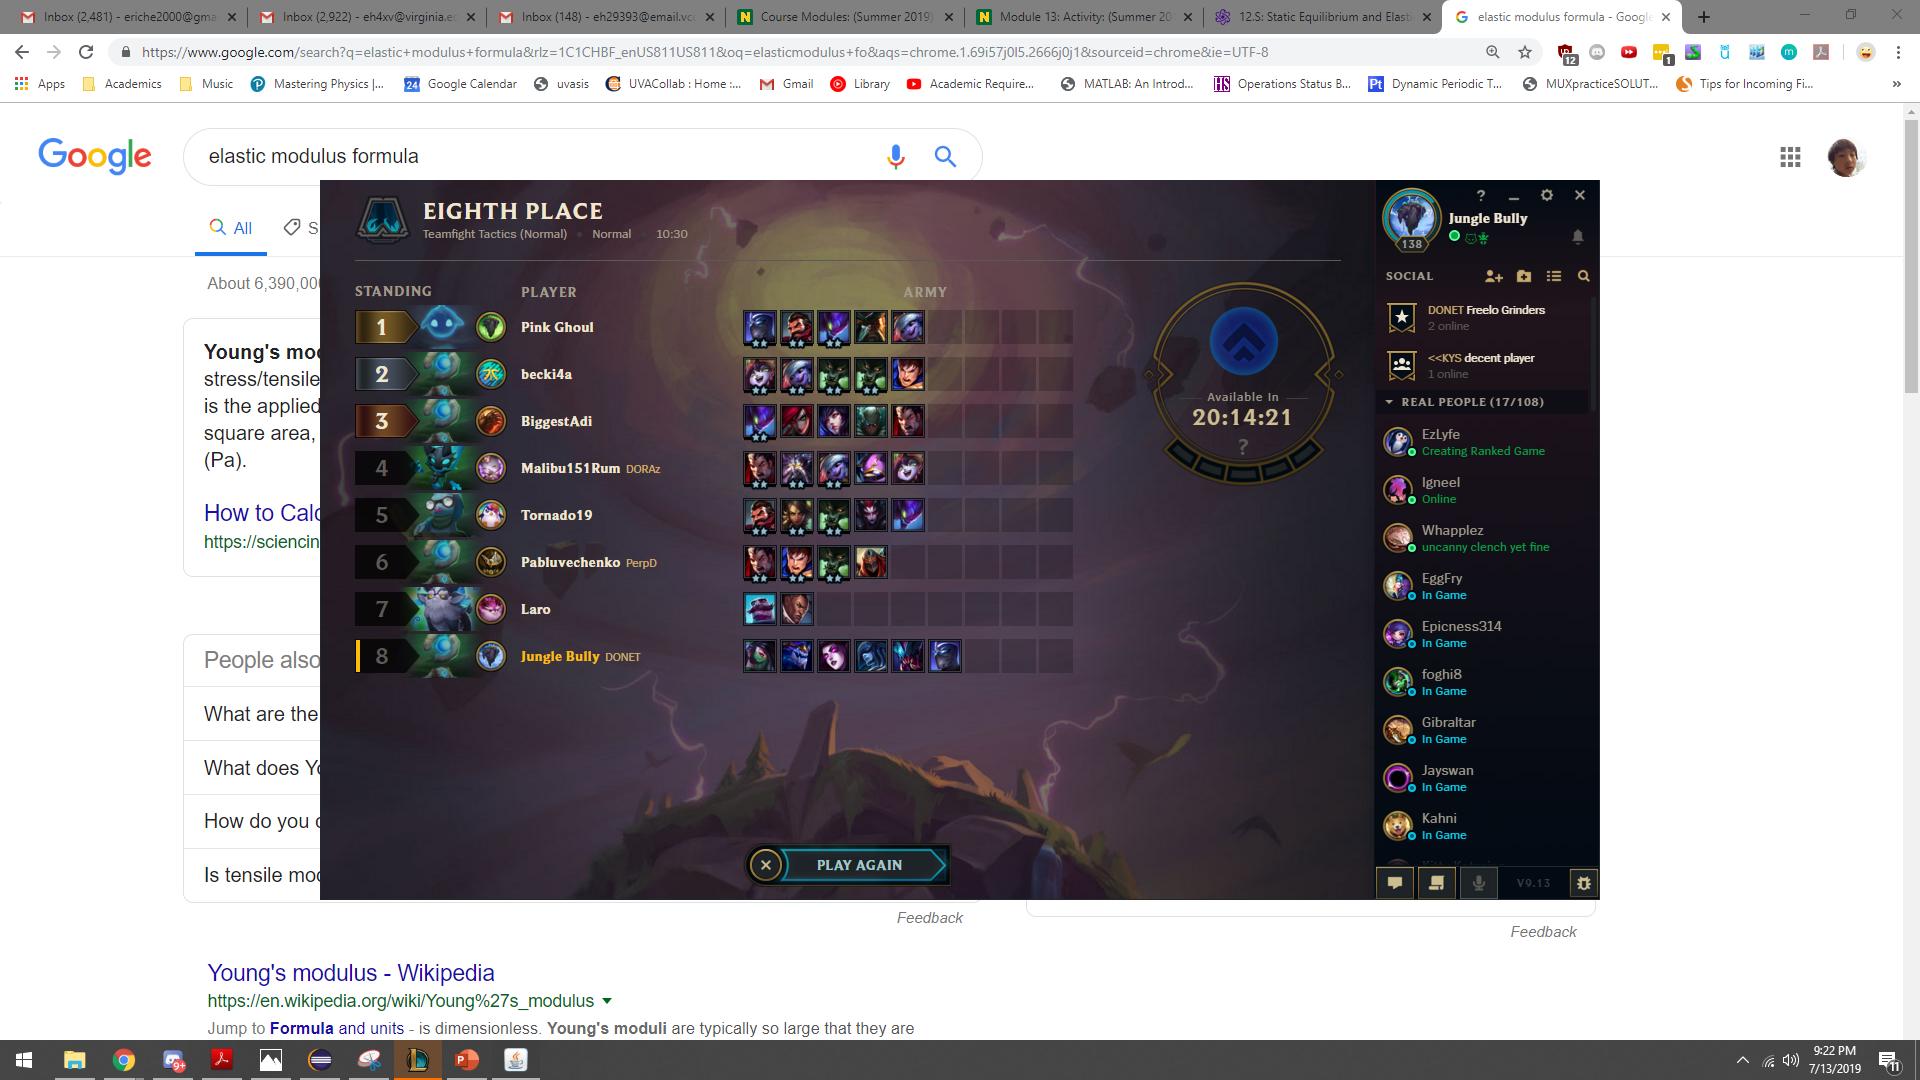 Inbox (2,481) - eriche2000@gma
Inbox (2,922) - eh4xv@virginia.ed
Inbox (148) - eh29393@email.vcc
Course Modules: (Summer 2019)
Module 13: Activity: (Summer 20
12.S: Static Equilibrium and Elasti
elastic modulus formula - Google
https://www.google.com/search?q=elastic+modulus+formula&rlz=1C1CHBF_enUS811US811&oq=elasticmodulus+fo&aqs=chrome.1.69i57j0l5.2666j0j1&sourceid=chrome&ie=UTF-8
12
1
Apps
Academics
Music
Mastering Physics |...
24
Google Calendar
uvasis
UVACollab : Home :...
Gmail
Library
Academic Require...
MATLAB: An Introd...
Operations Status B...
Pt
Dynamic Periodic T...
MUXpracticeSOLUT...
Tips for Incoming Fi...
Google
elastic modulus formula
All
S
About 6,390,000
Young's mod
stress/tensile
is the applied
square area,
(Pa).
How to Calc
https://sciencin
People also
What are the
What does Yo
How do you c
Is tensile mod
EIGHTH PLACE
Teamfight Tactics (Normal) • Normal • 10:30
STANDING PLAYER ARMY
1 Pink Ghoul
2 becki4a
3 BiggestAdi
4 Malibu151Rum DORAz
5 Tornado19
6 Pabluvechenko PerpD
7 Laro
8 Jungle Bully DONET
Available In
20:14:21
?
PLAY AGAIN
?
Jungle Bully
138
SOCIAL
DONET Freelo Grinders
2 online
<<KYS decent player
1 online
REAL PEOPLE (17/108)
EzLyfe
Creating Ranked Game
Igneel
Online
Whapplez
uncanny clench yet fine
EggFry
In Game
Epicness314
In Game
foghi8
In Game
Gibraltar
In Game
Jayswan
In Game
Kahni
In Game
V9.13
Feedback
Feedback
Young's modulus - Wikipedia
https://en.wikipedia.org/wiki/Young%27s_modulus
Jump to Formula and units - is dimensionless. Young's moduli are typically so large that they are
9+
9:22 PM
7/13/2019
11